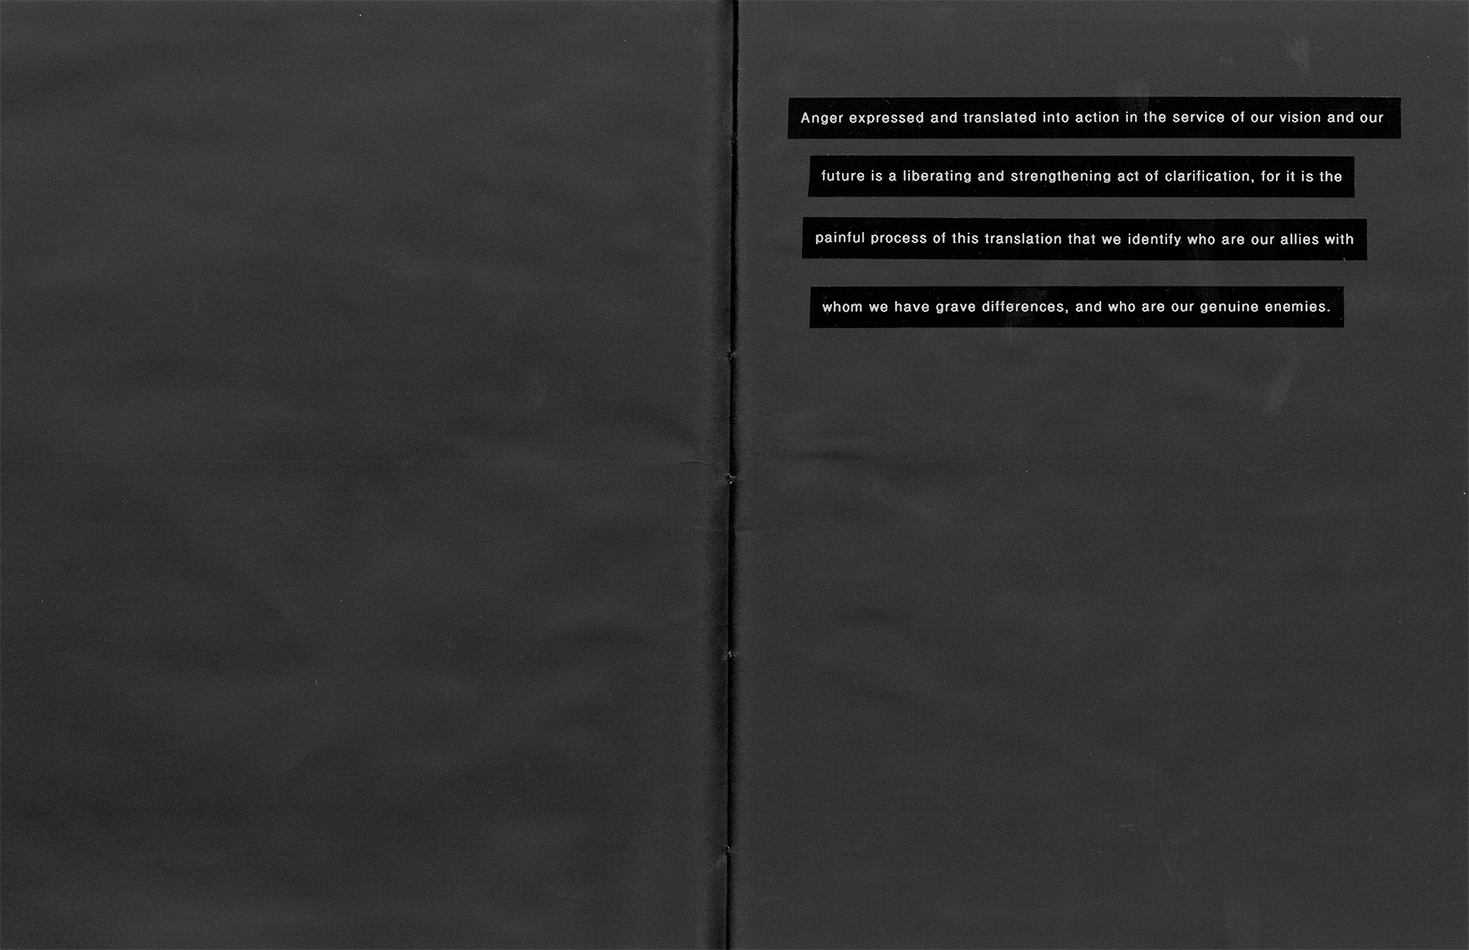 Anger expressed and translated into action in the service of our vision and our
future is a liberating and strengthening act of clarification, for it is the
painful process of this translation that we identify who are our allies with
whom we have grave differences, and who are our genuine enemies.